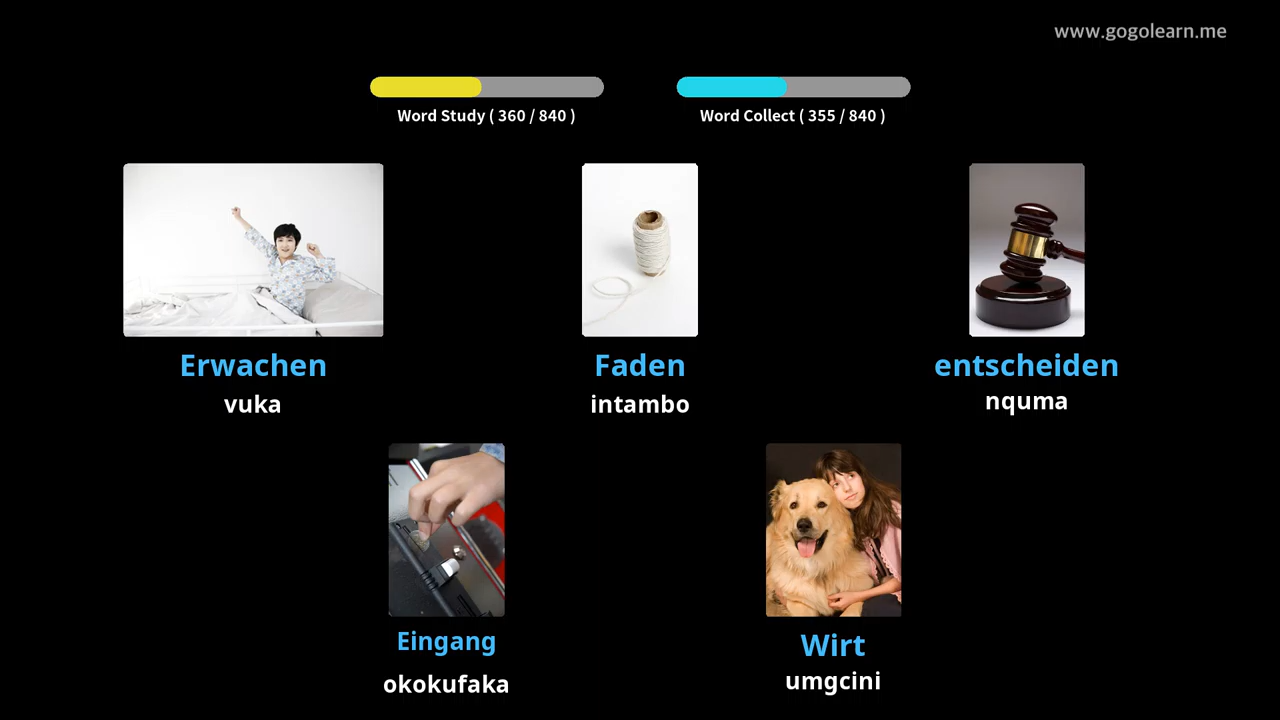 www.gogolearn.me
Word Study ( 360 / 840 )
Word Collect ( 355 / 840 )
Erwachen
vuka
Faden
intambo
entscheiden
nquma
Eingang
okokufaka
Wirt
umgcini